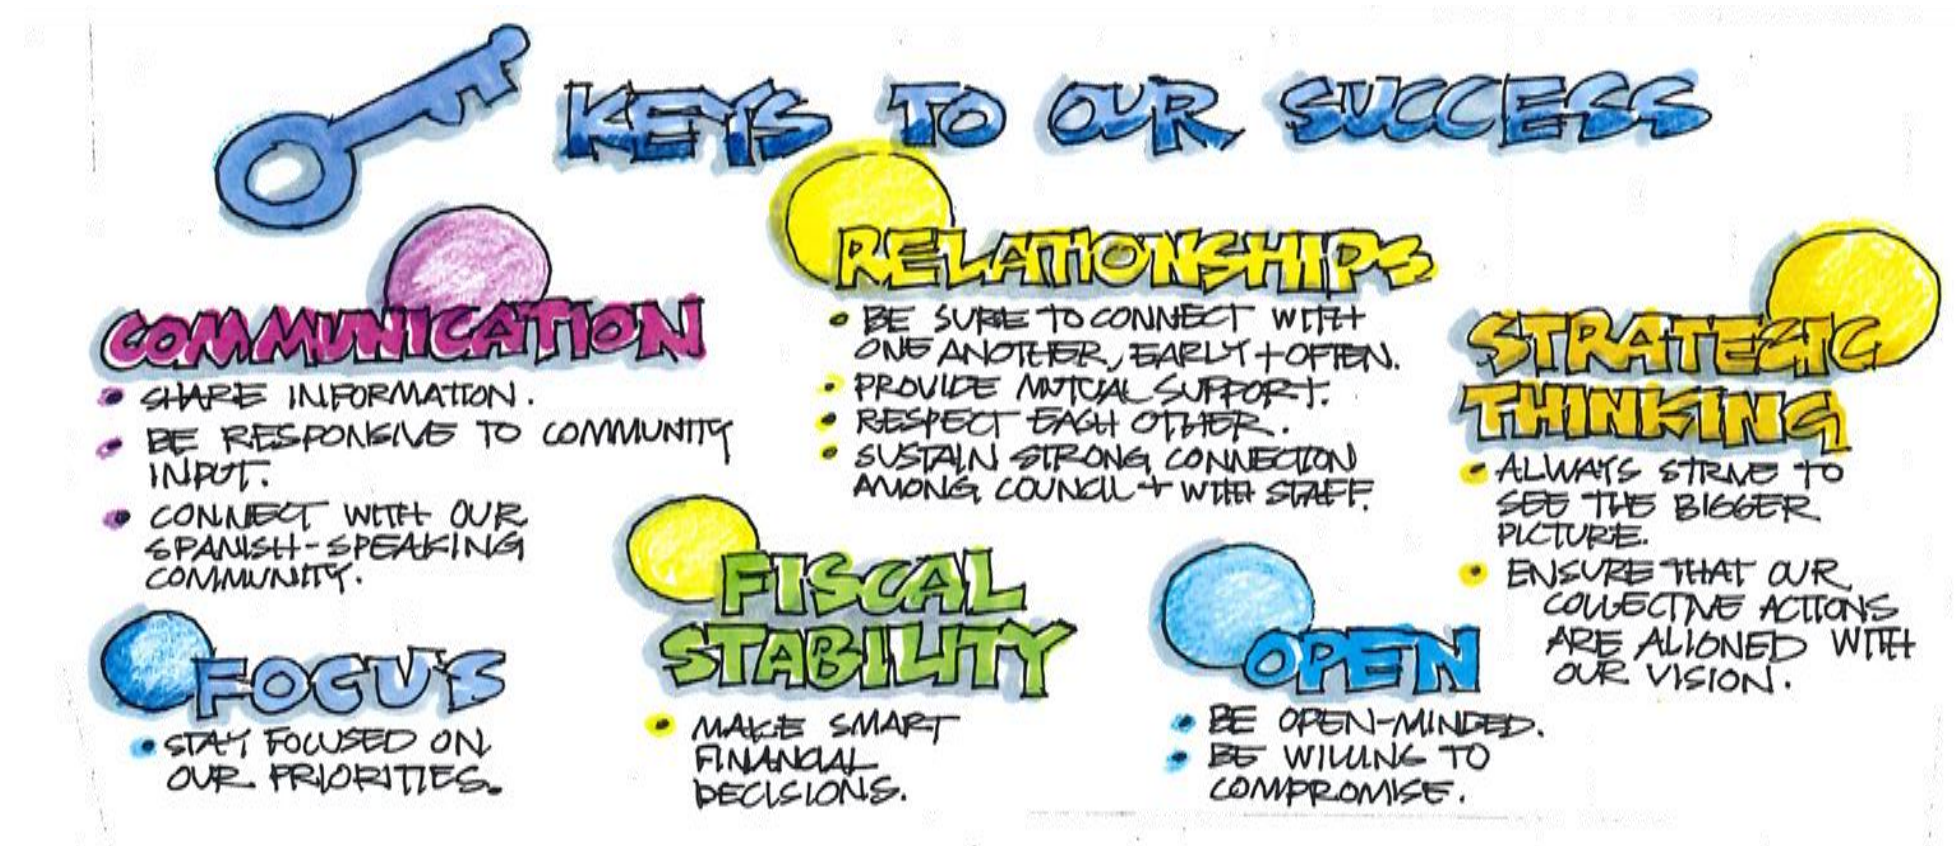 KEYS TO OUR SUCCESS
COMMUNICATION
• SHARE INFORMATION.
• BE RESPONSIVE TO COMMUNITY
INPUT.
• CONNECT WITH OUR
SPANISH-SPEAKING
COMMUNITY.
RELATIONSHIPS
• BE SURE TO CONNECT WITH
ONE ANOTHER, EARLY + OFTEN.
• PROVIDE MUTUAL SUPPORT.
• RESPECT EACH OTHER.
• SUSTAIN STRONG CONNECTION
AMONG COUNCIL + WITH STAFF.
STRATEGIC
THINKING
• ALWAYS STRIVE TO
SEE THE BIGGER
PICTURE.
• ENSURE THAT OUR
COLLECTIVE ACTIONS
ARE ALIGNED WITH
OUR VISION.
FOCUS
• STAY FOCUSED ON
OUR PRIORITIES.
FISCAL
STABILITY
• MAKE SMART
FINANCIAL
DECISIONS.
OPEN
• BE OPEN-MINDED.
• BE WILLING TO
COMPROMISE.